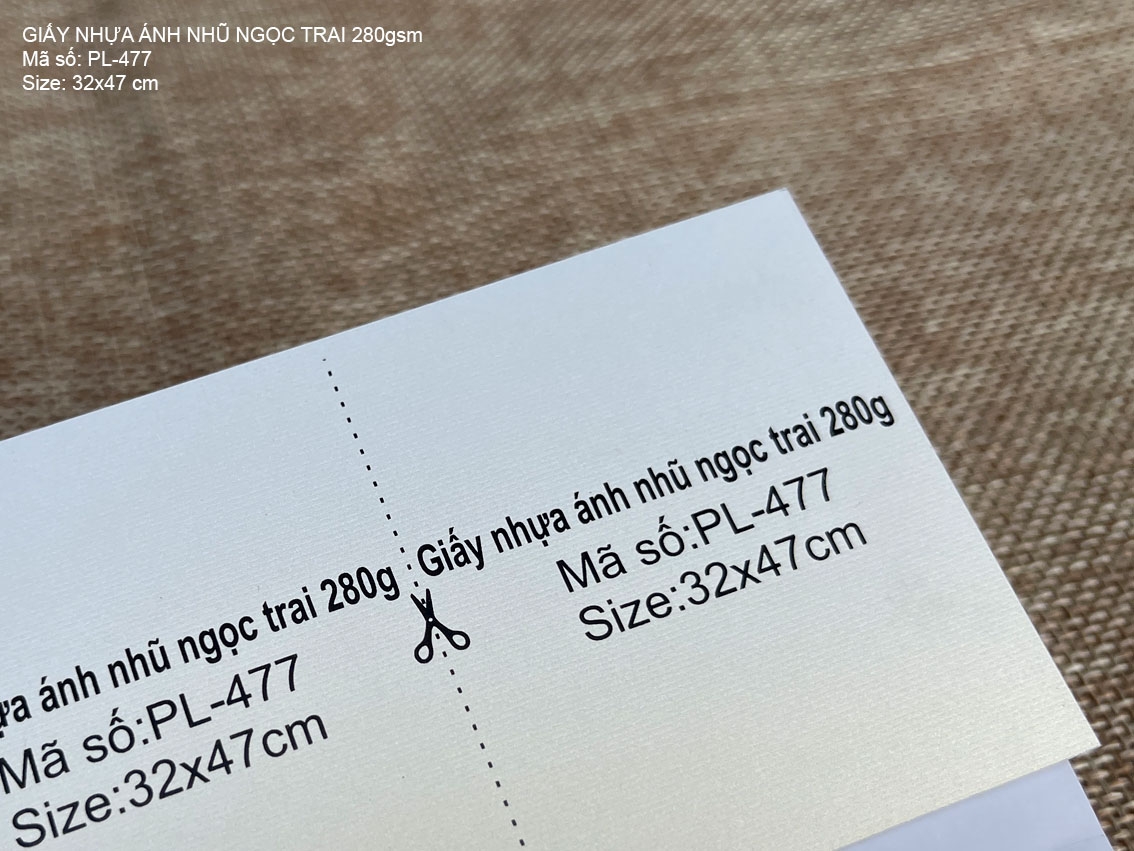 GIẤY NHỰA ÁNH NHŨ NGỌC TRAI 280gsm
Mã số: PL-477
Size: 32x47 cm
Giấy nhựa ánh nhũ ngọc trai 280g
Mã số:PL-477
Size:32x47cm
ánh nhũ ngọc trai 280g
Mã số:PL-477
Size:32x47cm